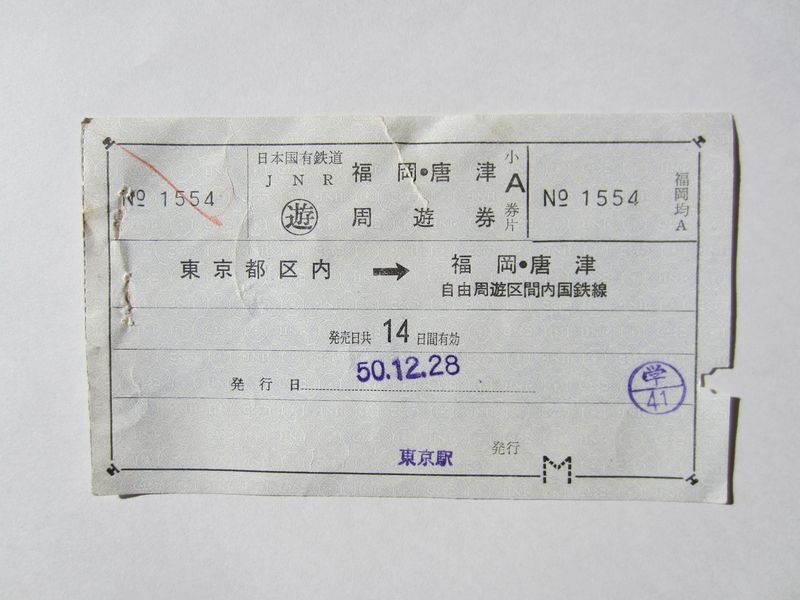 日本国有鉄道
JNR
福岡・唐津
遊 周遊券
小A券片
№ 1554
№ 1554
福岡均A
東京都区内 → 福岡・唐津
自由周遊区間内国鉄線
発売日共 14 日間有効
発行日 50.12.28
学
41
東京駅 発行
M